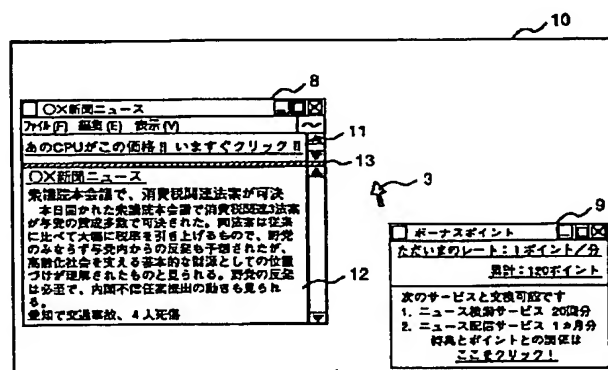 10
8
○×新聞ニュース
ファイル(F) 編集(E) 表示(V)
11
あのCPUがこの価格!! いますぐクリック!!
13
○×新聞ニュース
衆議院本会議で、消費税関連法案が可決
本日開かれた衆議院本会議で消費税関連3法案
が与党の賛成多数で可決された。同法案は従来
に比べて大幅に税率を引き上げるもので、野党
のみならず与党内からの反発も予想されたが、
高齢化社会を支える基本的な財源としての位置
づけが理解されたものと見られる。野党の反発
は必至で、内閣不信任案提出の動きも見られ
る。
愛知で交通事故、4人死傷
12
3
9
ボーナスポイント
ただいまのレート:1ポイント/分
累計:120ポイント
次のサービスと交換可能です
1. ニュース検索サービス 20回分
2. ニュース配信サービス 1ヵ月分
特典とポイントとの関係は
ここをクリック!